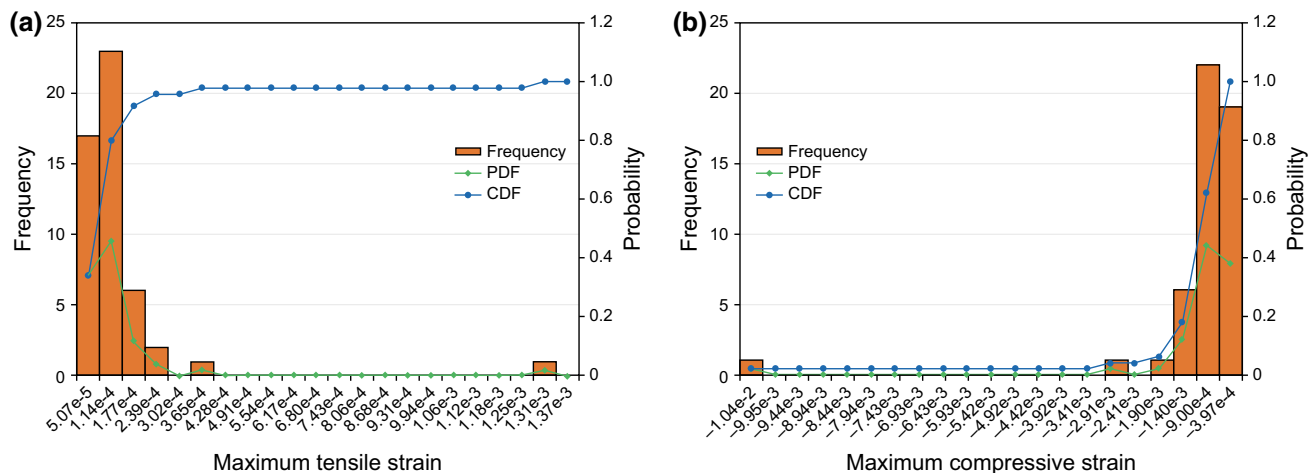 (a)
25
20
15
10
5
0
Frequency
1.2
1.0
0.8
0.6
0.4
0.2
0
Probability
Frequency
PDF
CDF
5.07e-5
1.14e-4
1.77e-4
2.39e-4
3.02e-4
3.65e-4
4.28e-4
4.91e-4
5.54e-4
6.17e-4
6.80e-4
7.43e-4
8.06e-4
8.68e-4
9.31e-4
9.94e-4
1.06e-3
1.12e-3
1.18e-3
1.25e-3
1.31e-3
1.37e-3
Maximum tensile strain
(b)
25
20
15
10
5
0
Frequency
1.2
1.0
0.8
0.6
0.4
0.2
0
Probability
Frequency
PDF
CDF
−1.04e-2
−9.95e-3
−9.44e-3
−8.94e-3
−8.44e-3
−7.94e-3
−7.43e-3
−6.93e-3
−6.43e-3
−5.93e-3
−5.42e-3
−4.92e-3
−4.42e-3
−3.92e-3
−3.41e-3
−2.91e-3
−2.41e-3
−1.90e-3
−1.40e-3
−9.00e-4
−3.97e-4
Maximum compressive strain